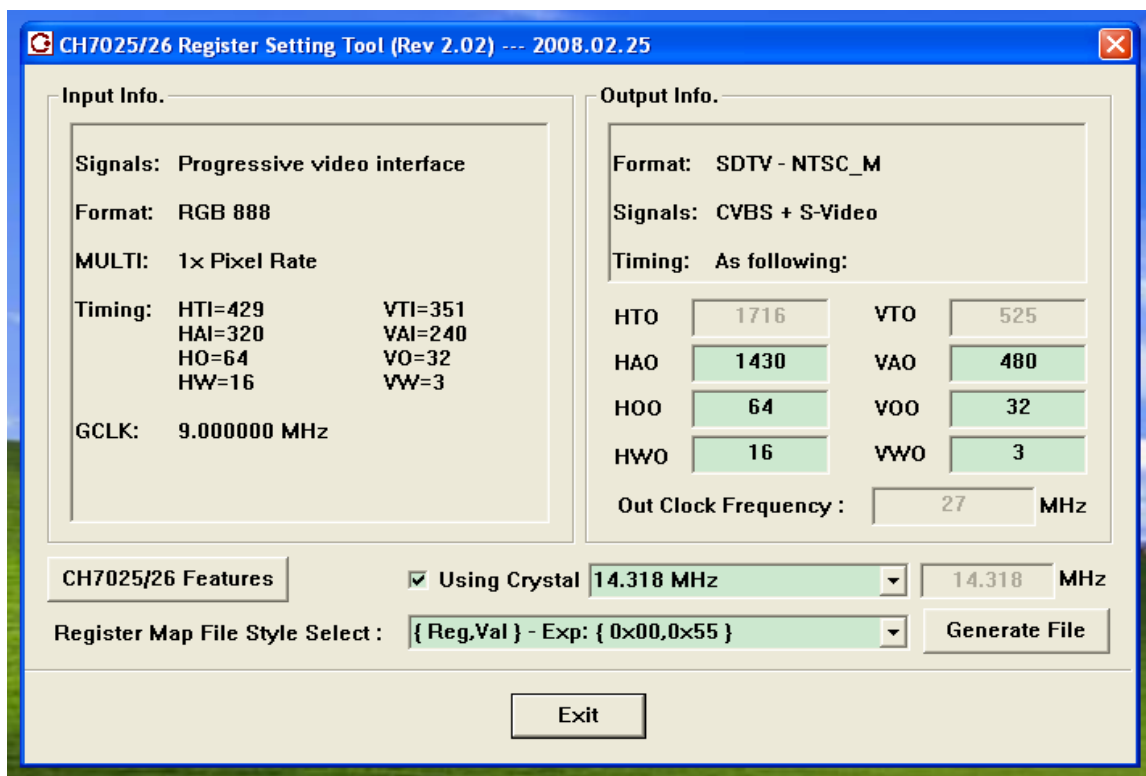 CH7025/26 Register Setting Tool (Rev 2.02) --- 2008.02.25
Input Info.
Signals: Progressive video interface
Format: RGB 888
MULTI: 1x Pixel Rate
Timing: HTI=429 VTI=351
HAI=320 VAI=240
HO=64 VO=32
HW=16 VW=3
GCLK: 9.000000 MHz
Output Info.
Format: SDTV - NTSC_M
Signals: CVBS + S-Video
Timing: As following:
HTO 1716 VTO 525
HAO 1430 VAO 480
HOO 64 VOO 32
HWO 16 VWO 3
Out Clock Frequency : 27 MHz
CH7025/26 Features
Using Crystal 14.318 MHz 14.318 MHz
Register Map File Style Select : { Reg,Val } - Exp: { 0x00,0x55 } Generate File
Exit